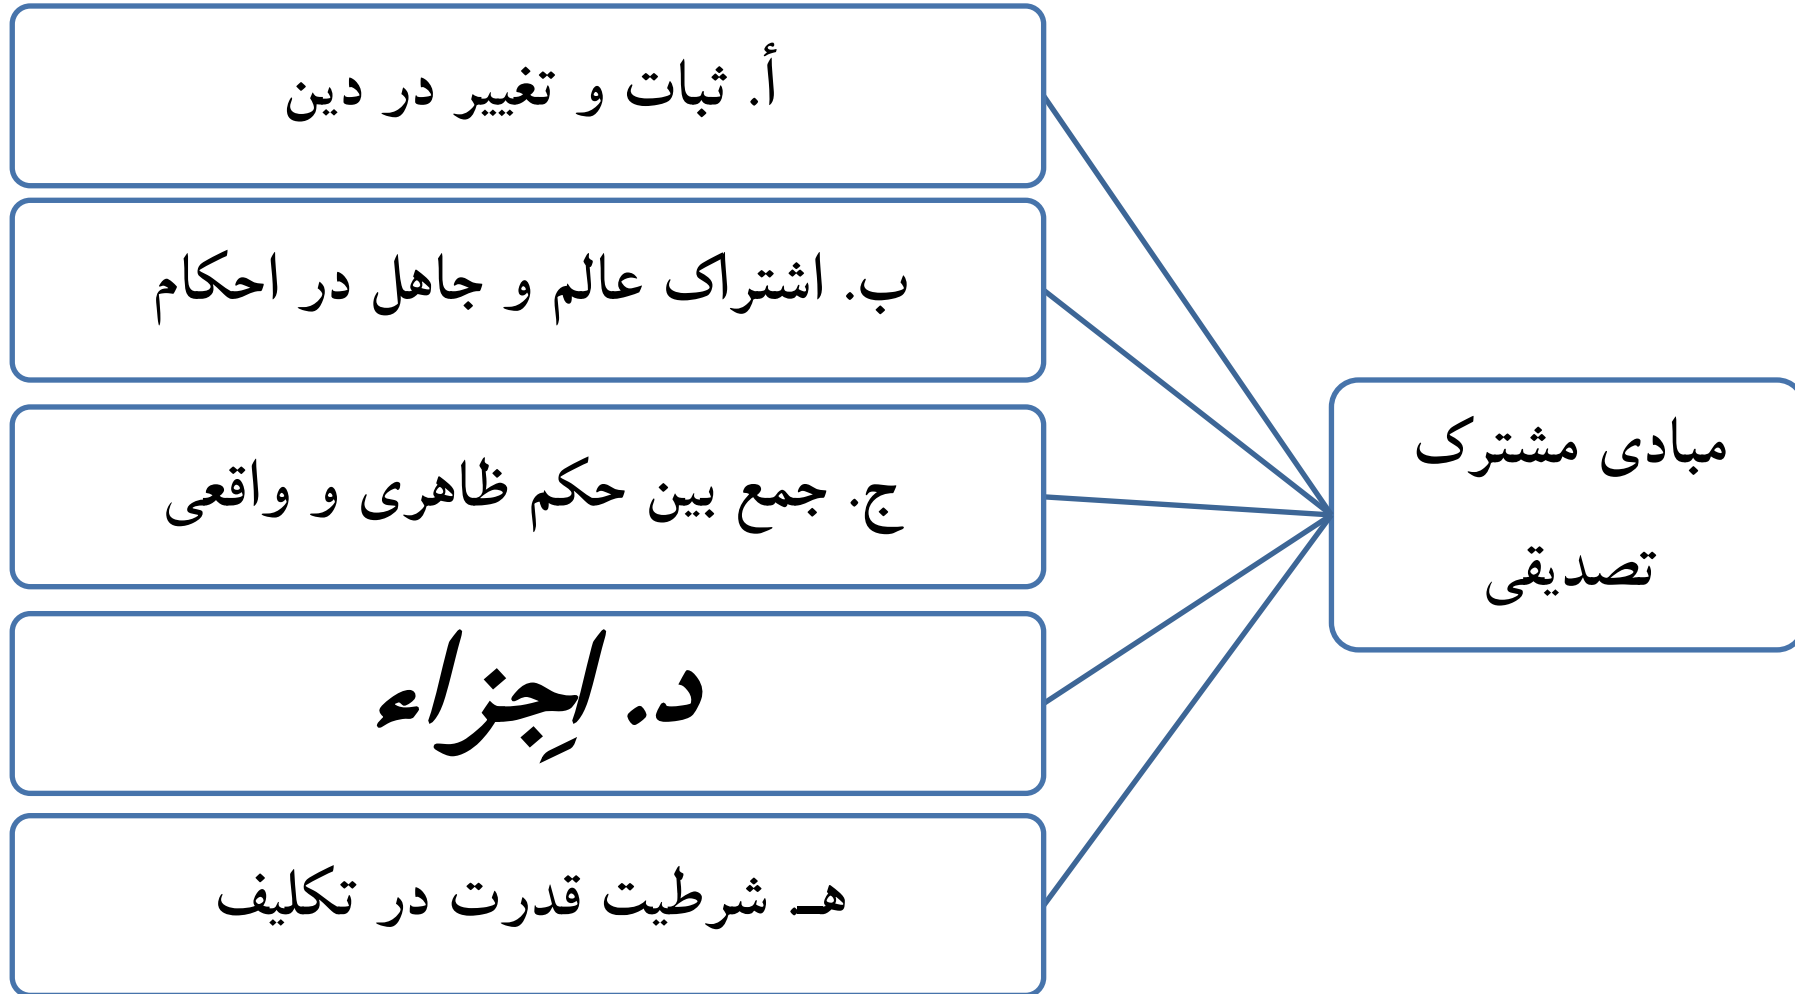 مبادی مشترک
تصدیقی
أ. ثبات و تغییر در دین
ب. اشتراک عالم و جاهل در احکام
ج. جمع بین حکم ظاهری و واقعی
د. اِجزاء
هـ. شرطیت قدرت در تکلیف